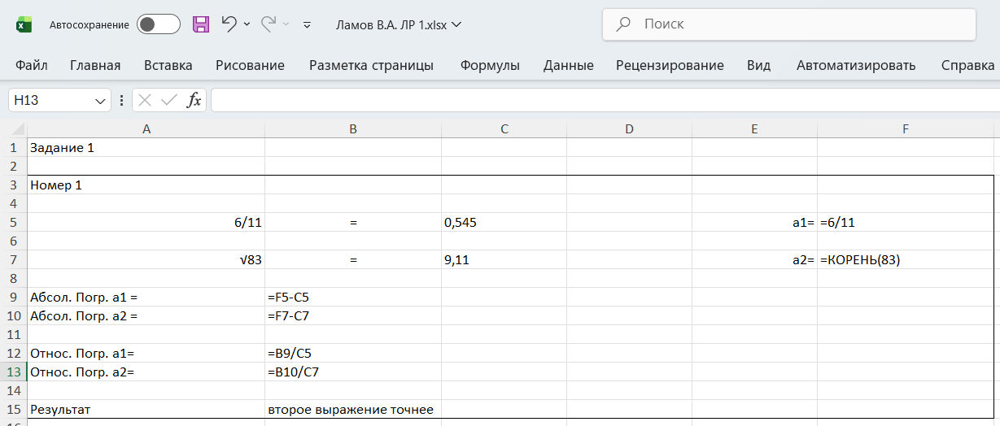 Автосохранение Ламов В.А. ЛР 1.xlsx Поиск
Файл Главная Вставка Рисование Разметка страницы Формулы Данные Рецензирование Вид Автоматизировать Справка
H13 fx
A B C D E F
1 Задание 1
2
3 Номер 1
4
5 6/11 = 0,545 a1= =6/11
6
7 √83 = 9,11 a2= =КОРЕНЬ(83)
8
9 Абсол. Погр. a1 = =F5-C5
10 Абсол. Погр. a2 = =F7-C7
11
12 Относ. Погр. a1= =B9/C5
13 Относ. Погр. a2= =B10/C7
14
15 Результат второе выражение точнее
16